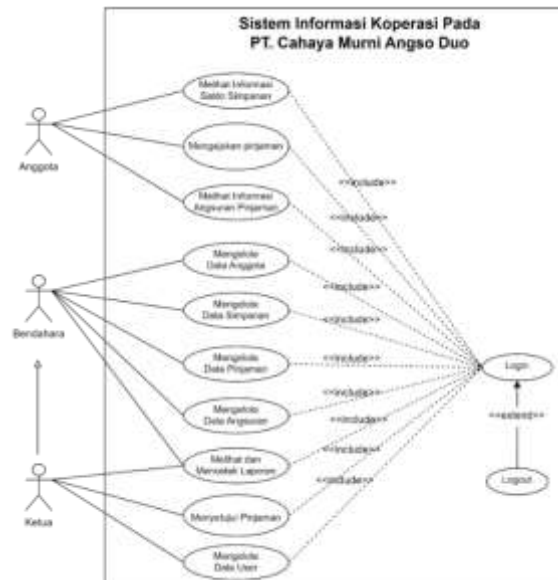 Sistem Informasi Koperasi Pada
PT. Cahaya Murni Angso Duo
Melihat Informasi
Saldo Simpanan
Anggota
Mengajukan pinjaman
<<include>>
Melihat Informasi
Angsuran Pinjaman
<<include>>
<<include>>
Mengelola
Data Anggota
<<include>>
Bendahara
Mengelola
Data Simpanan
<<include>>
Mengelola
Data Pinjaman
<<include>>
Login
Mengelola
Data Angsuran
<<include>>
<<extend>>
<<include>>
Melihat dan
Mencetak Laporan
<<include>>
Logout
<<include>>
Ketua
Menyetujui Pinjaman
Mengelola
Data User